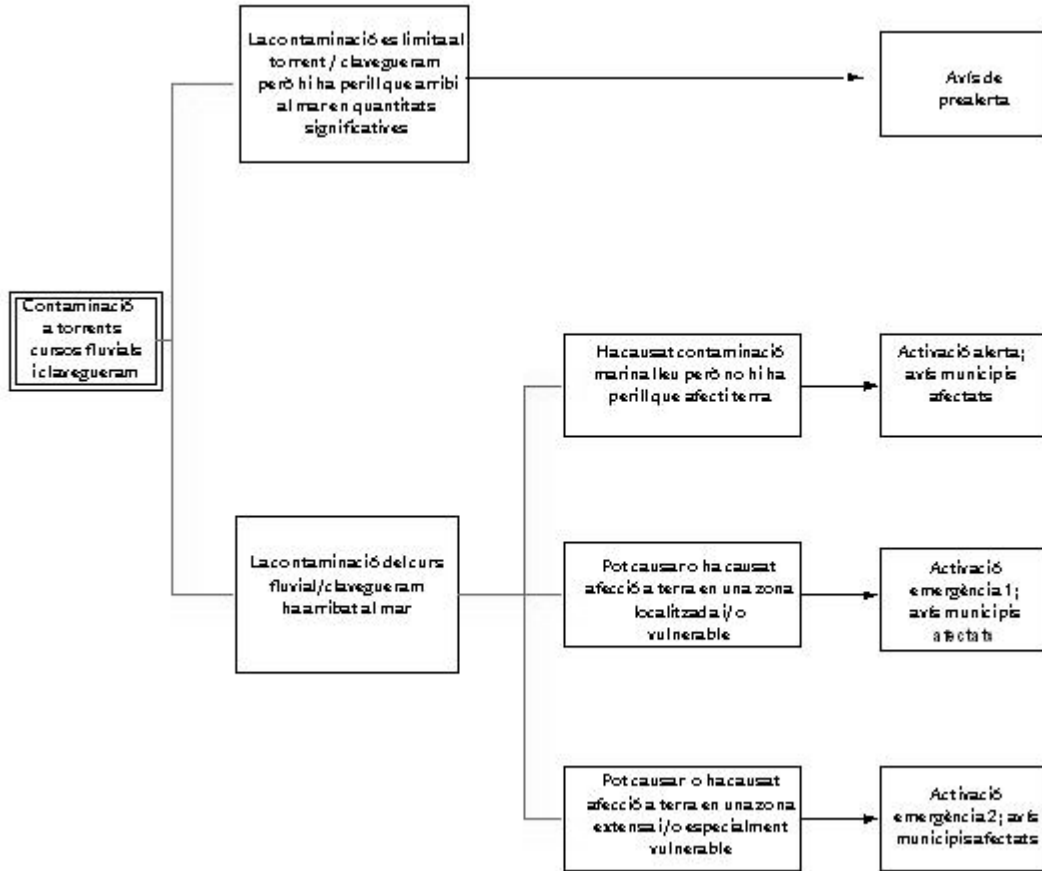 La contaminació es limita al
torrent / clavegueram
però hi ha perill que arribi
al mar en quantitats
significatives
Avís de
prealerta
Contaminació
a torrents
cursos fluvials
i clavegueram
Ha causat contaminació
marina lleu però no hi ha
perill que afecti terra
Activació alerta;
avís municipis
afectats
La contaminació del curs
fluvial/clavegueram
ha arribat al mar
Pot causar o ha causat
afecció a terra en una zona
localitzada i/o
vulnerable
Activació
emergència 1;
avís municipis
afectats
Pot causar o ha causat
afecció a terra en una zona
extensa i/o especialment
vulnerable
Activació
emergència 2; avís
municipis afectats